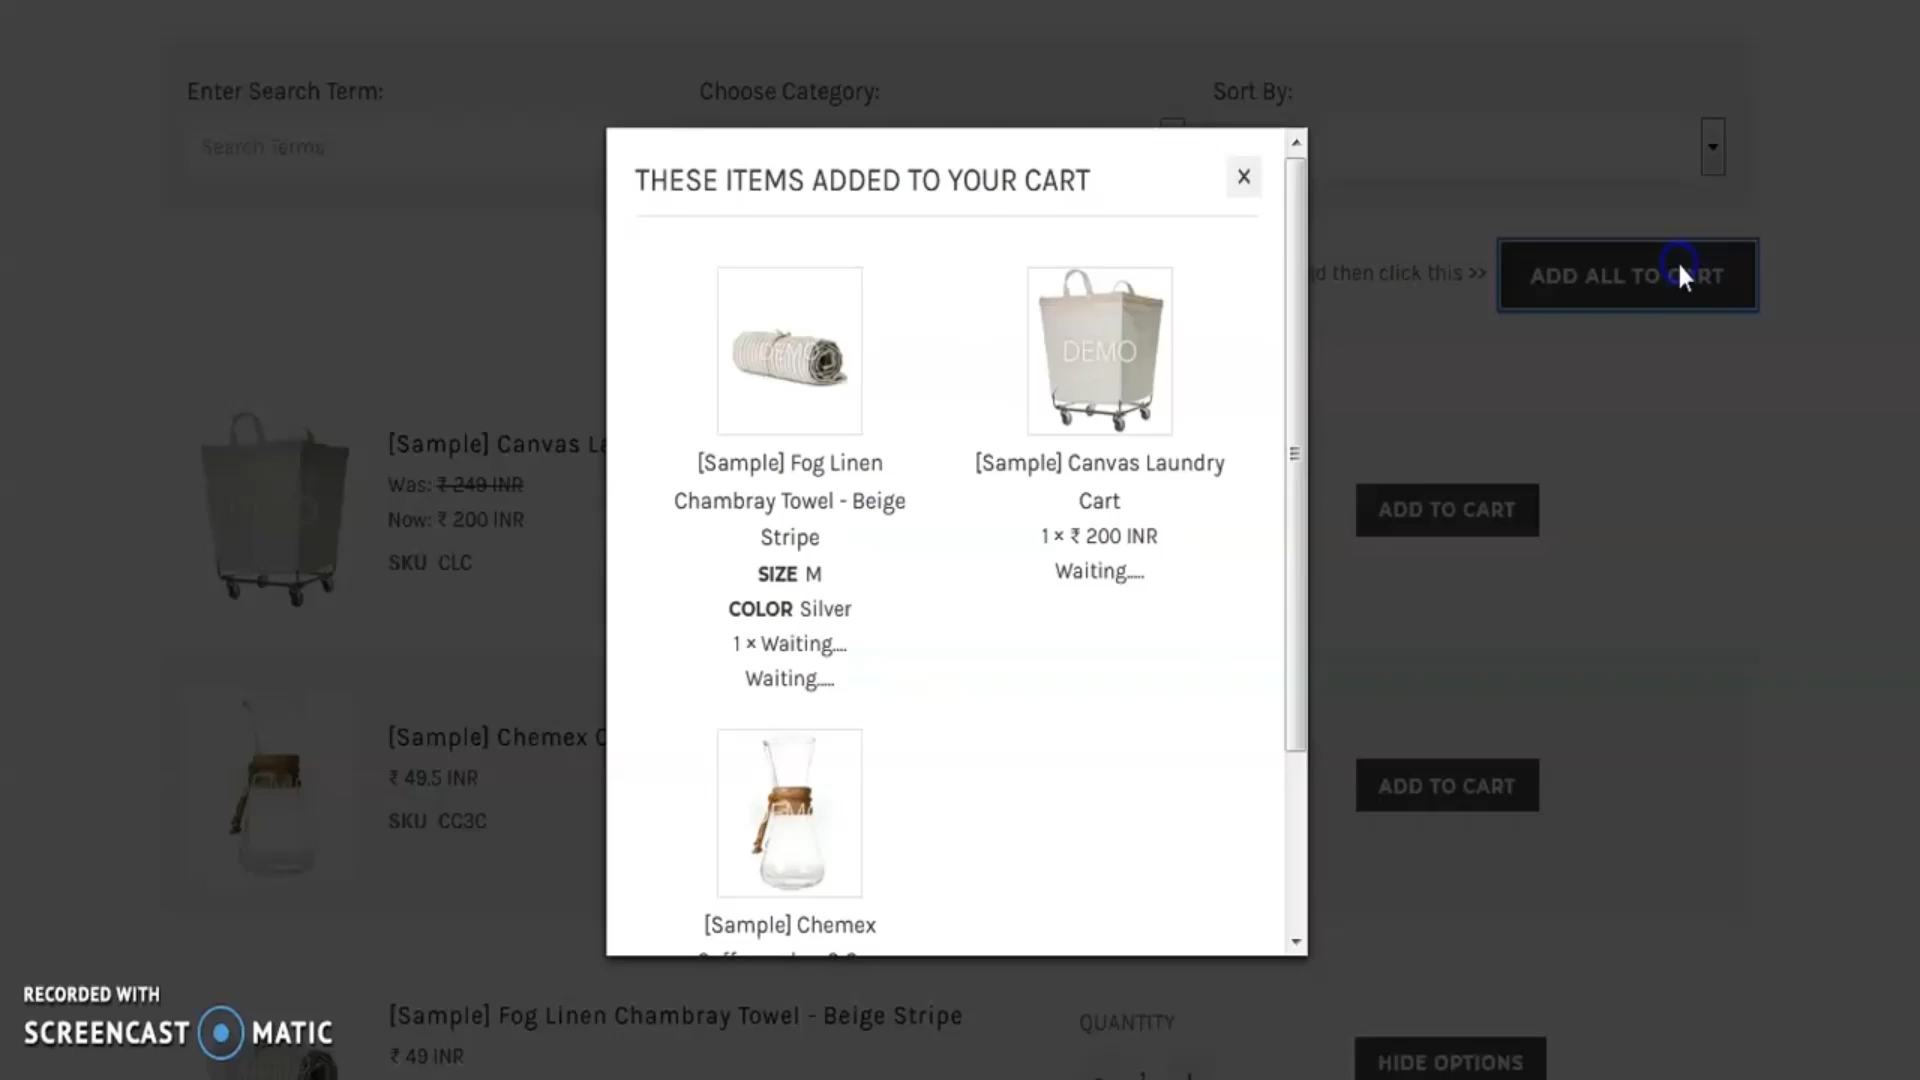 Enter Search Term:
Choose Category:
Sort By:
Search Terms
THESE ITEMS ADDED TO YOUR CART
X
then click this >>
ADD ALL TO CART
DEMO
DEMO
[Sample] Fog Linen
Chambray Towel - Beige
Stripe
SIZE M
COLOR Silver
1 × Waiting....
Waiting.....
[Sample] Canvas Laundry
Cart
1 × ₹ 200 INR
Waiting.....
[Sample] Chemex
[Sample] Canvas
Was: ₹ 249 INR
Now: ₹ 200 INR
SKU CLC
ADD TO CART
[Sample] Chemex
₹ 49.5 INR
SKU CC3C
ADD TO CART
[Sample] Fog Linen Chambray Towel - Beige Stripe
₹ 49 INR
QUANTITY
HIDE OPTIONS
RECORDED WITH
SCREENCAST MATIC